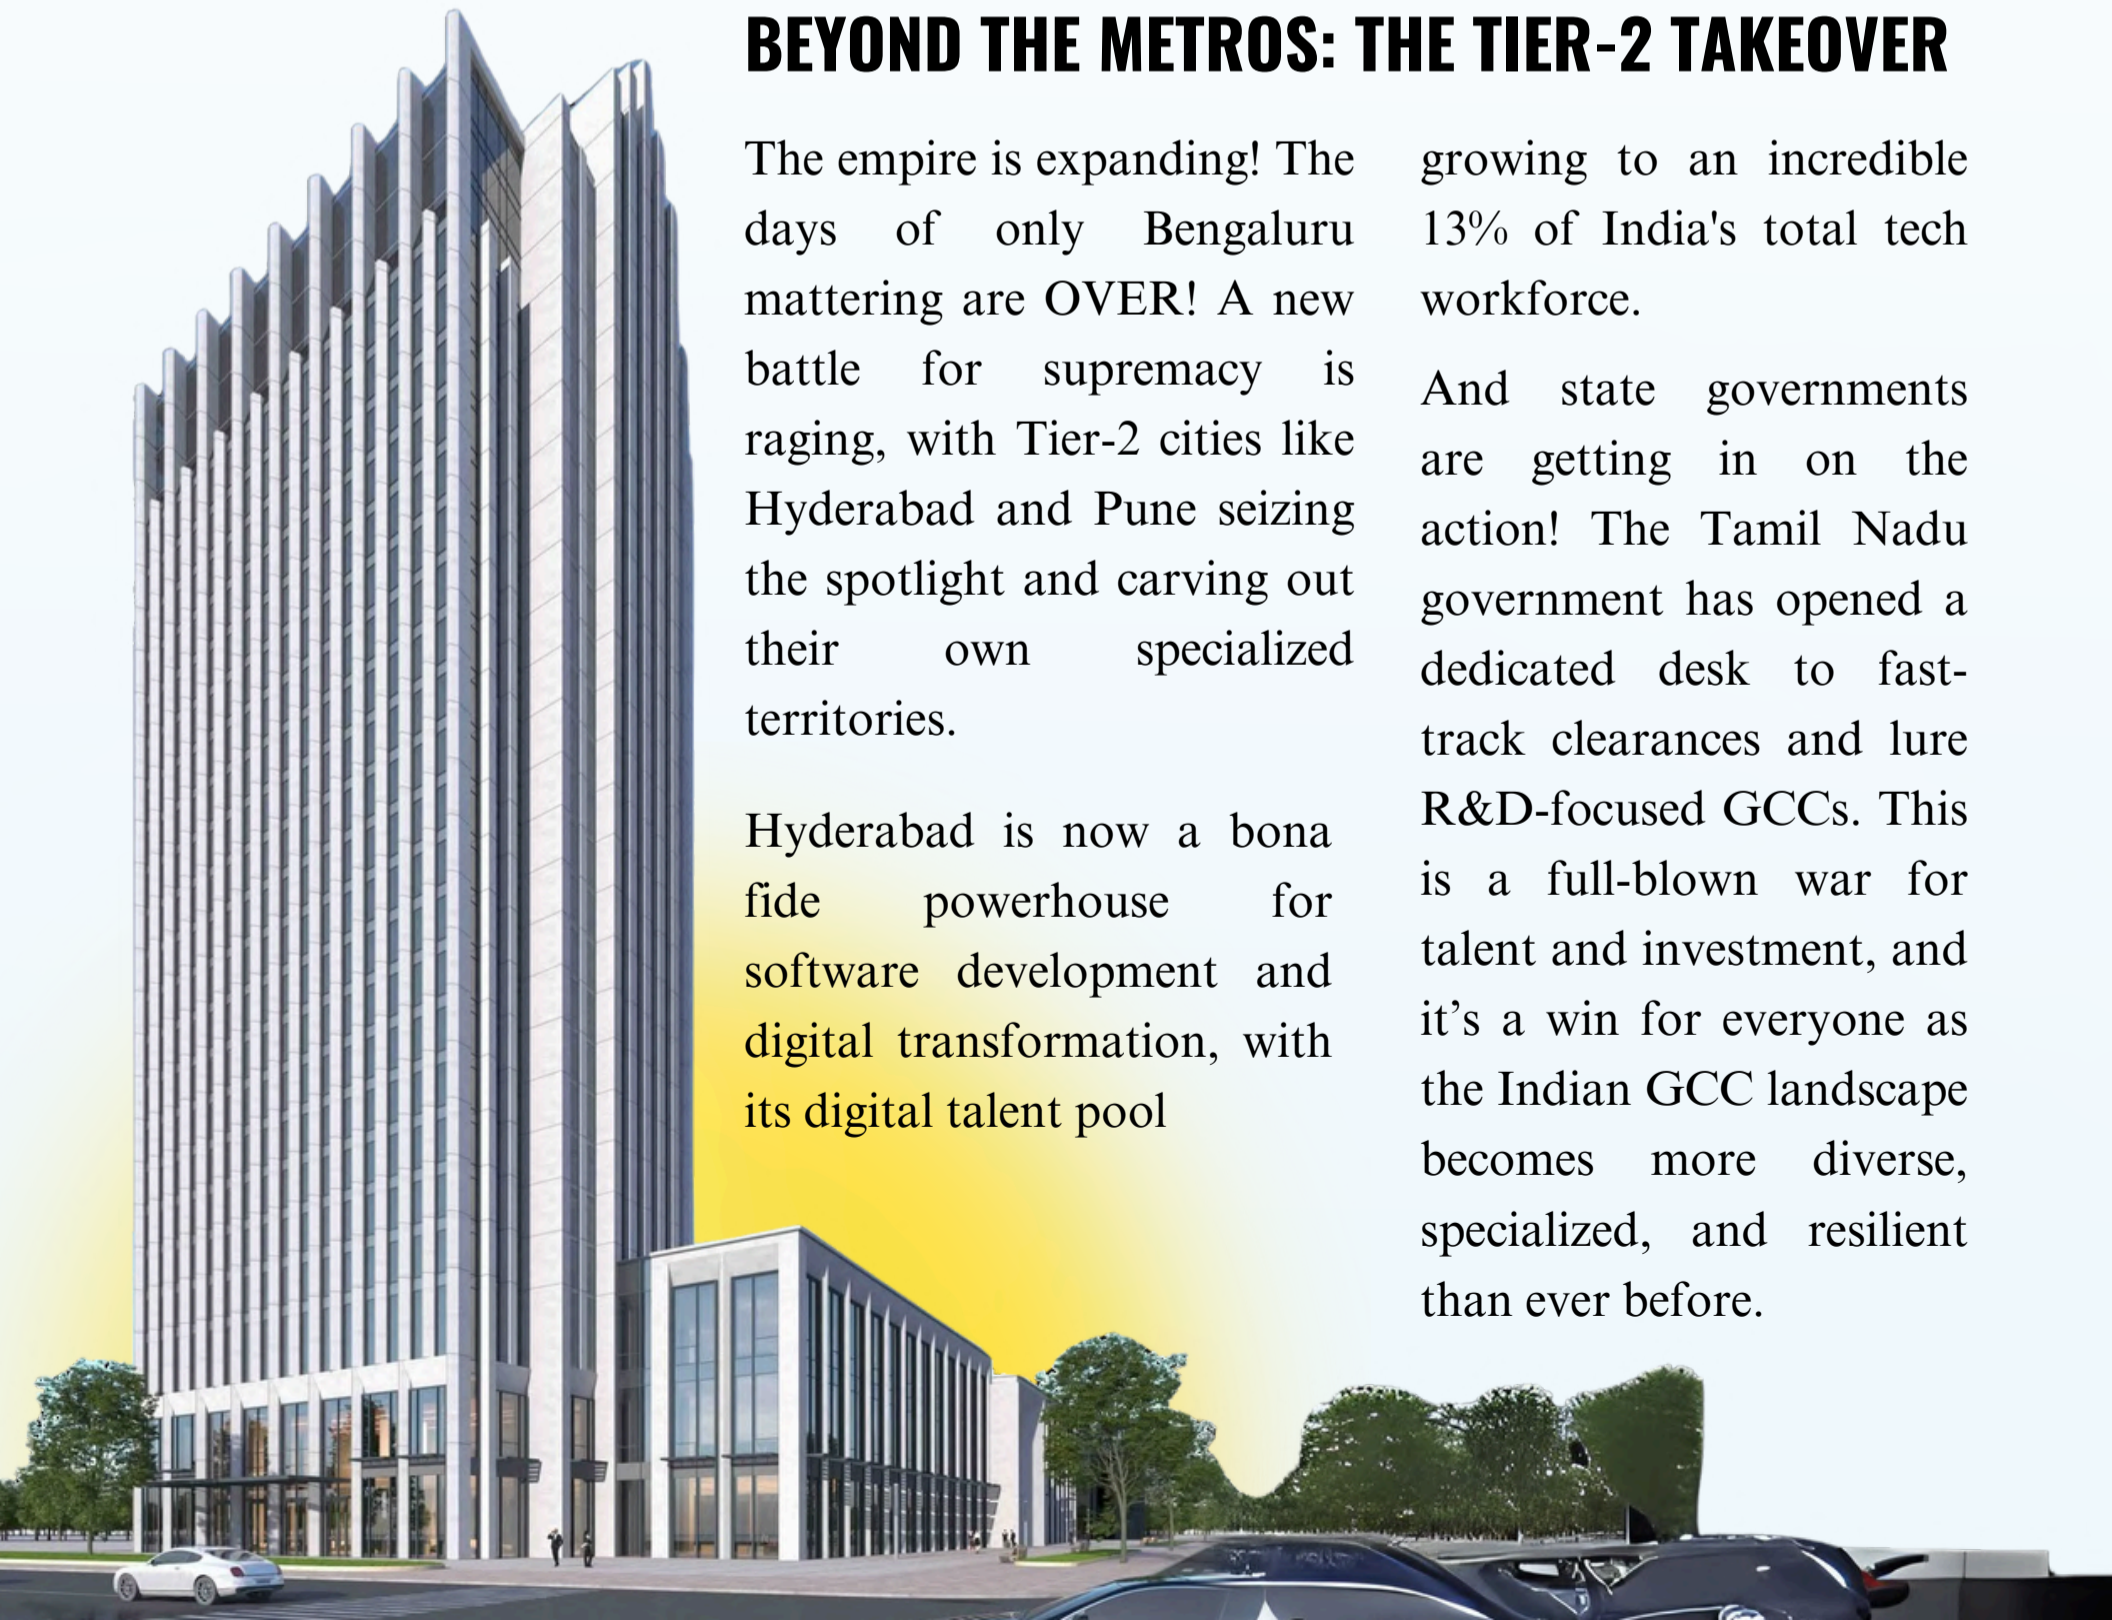 BEYOND THE METROS: THE TIER-2 TAKEOVER
The empire is expanding! The
days of only Bengaluru
mattering are OVER! A new
battle for supremacy is
raging, with Tier-2 cities like
Hyderabad and Pune seizing
the spotlight and carving out
their own specialized
territories.
Hyderabad is now a bona
fide powerhouse for
software development and
digital transformation, with
its digital talent pool
growing to an incredible
13% of India's total tech
workforce.
And state governments
are getting in on the
action! The Tamil Nadu
government has opened a
dedicated desk to fast-
track clearances and lure
R&D-focused GCCs. This
is a full-blown war for
talent and investment, and
it’s a win for everyone as
the Indian GCC landscape
becomes more diverse,
specialized, and resilient
than ever before.